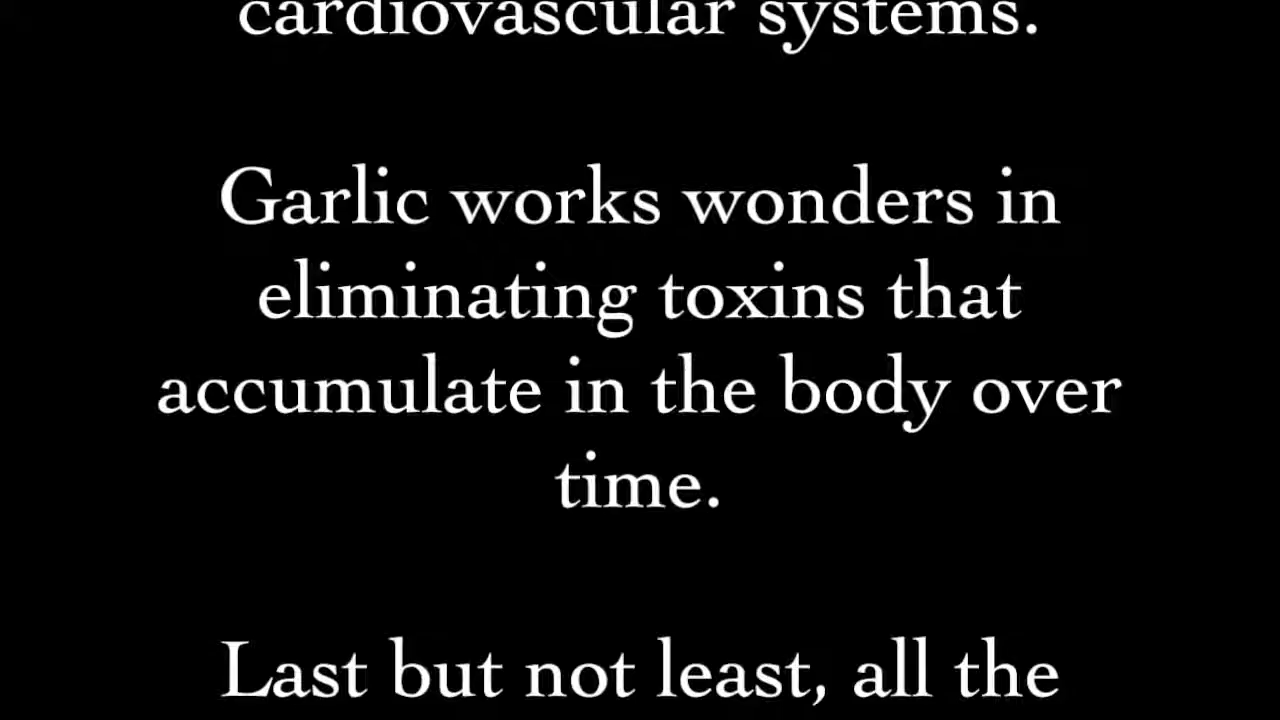 cardiovascular systems.
Garlic works wonders in
eliminating toxins that
accumulate in the body over
time.
Last but not least, all the